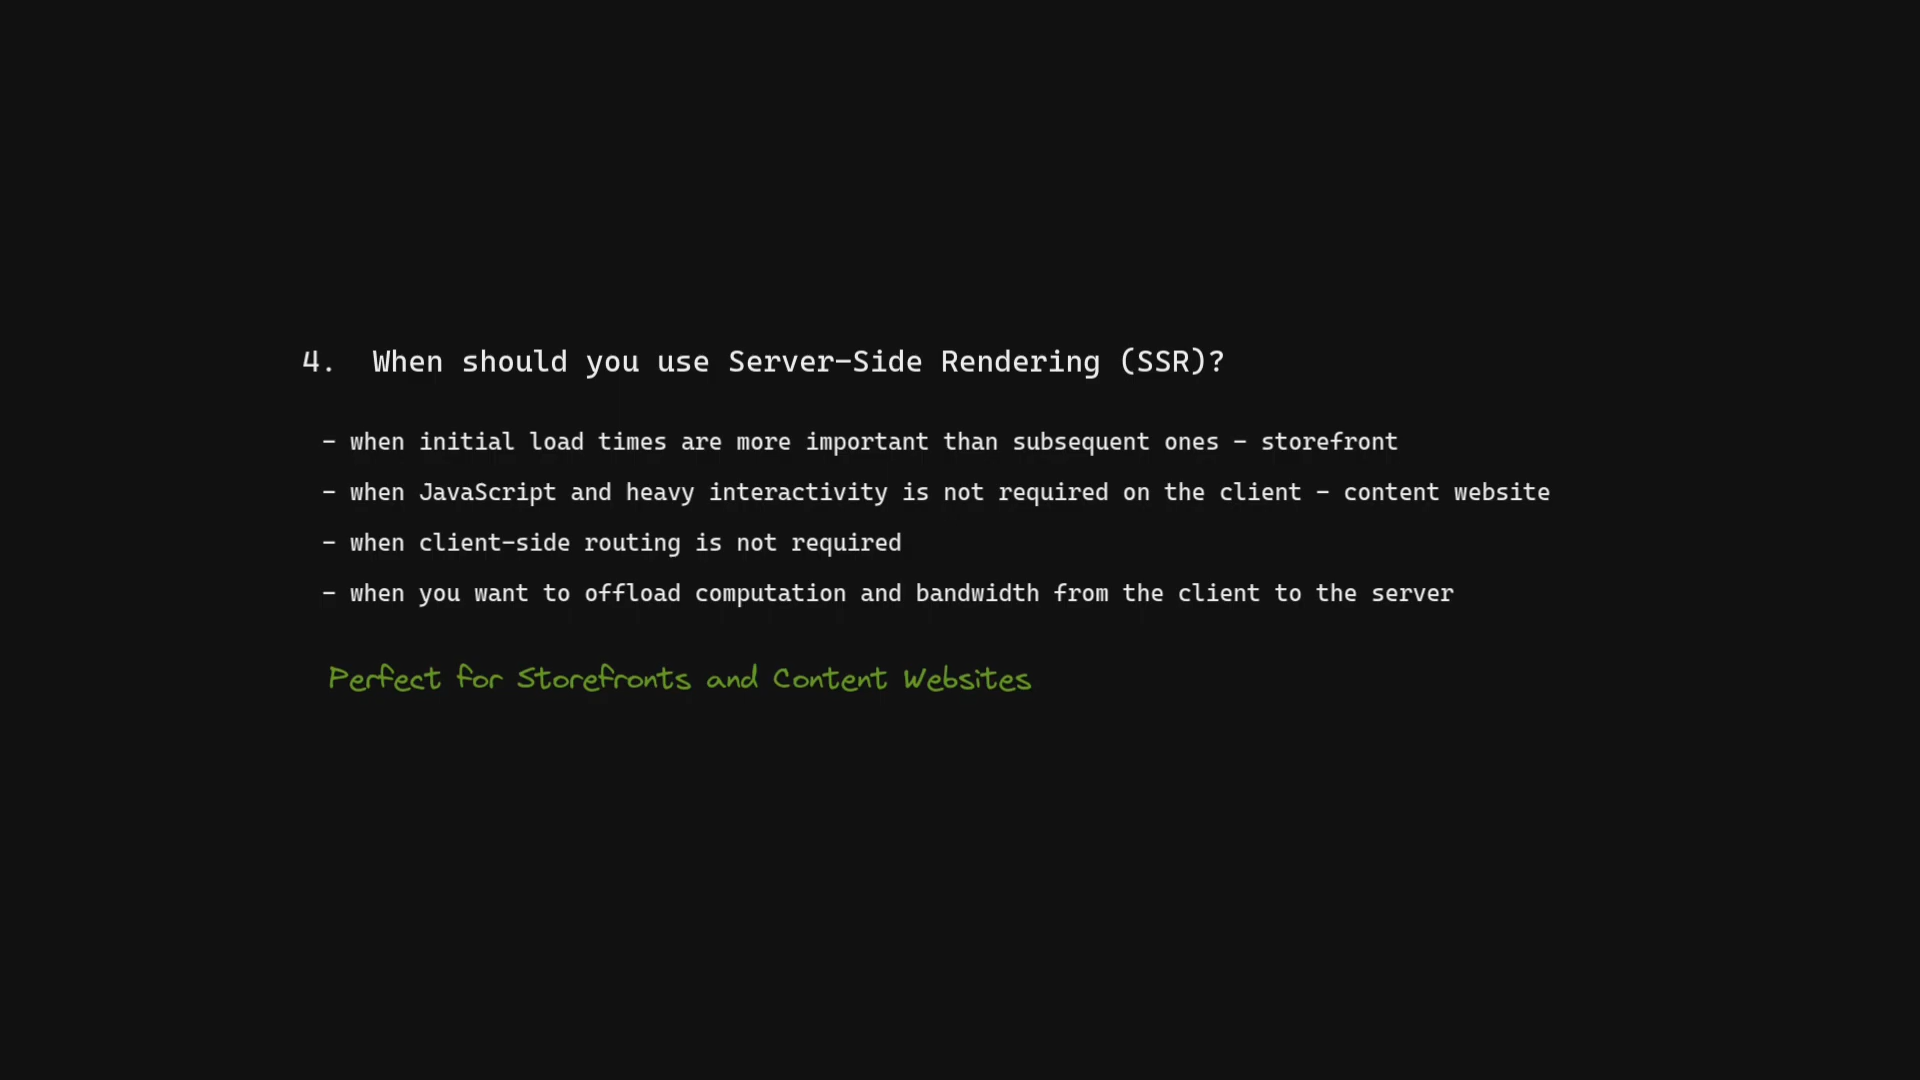 4. When should you use Server-Side Rendering (SSR)?
- when initial load times are more important than subsequent ones - storefront
- when JavaScript and heavy interactivity is not required on the client - content website
- when client-side routing is not required
- when you want to offload computation and bandwidth from the client to the server
Perfect for Storefronts and Content Websites